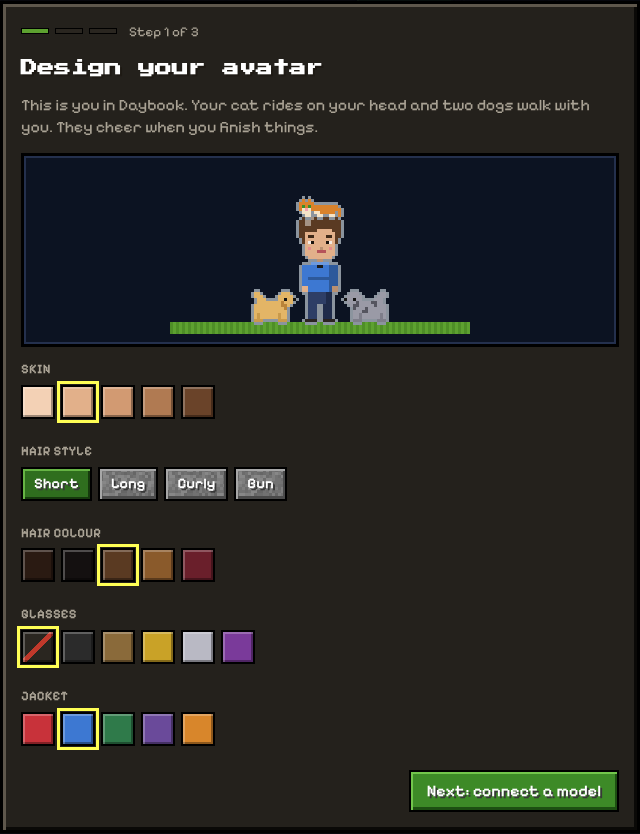 Step 1 of 3
Design your avatar
This is you in Daybook. Your cat rides on your head and two dogs walk with
you. They cheer when you finish things.
SKIN
HAIR STYLE
Short
Long
Curly
Bun
HAIR COLOUR
GLASSES
JACKET
Next: connect a model